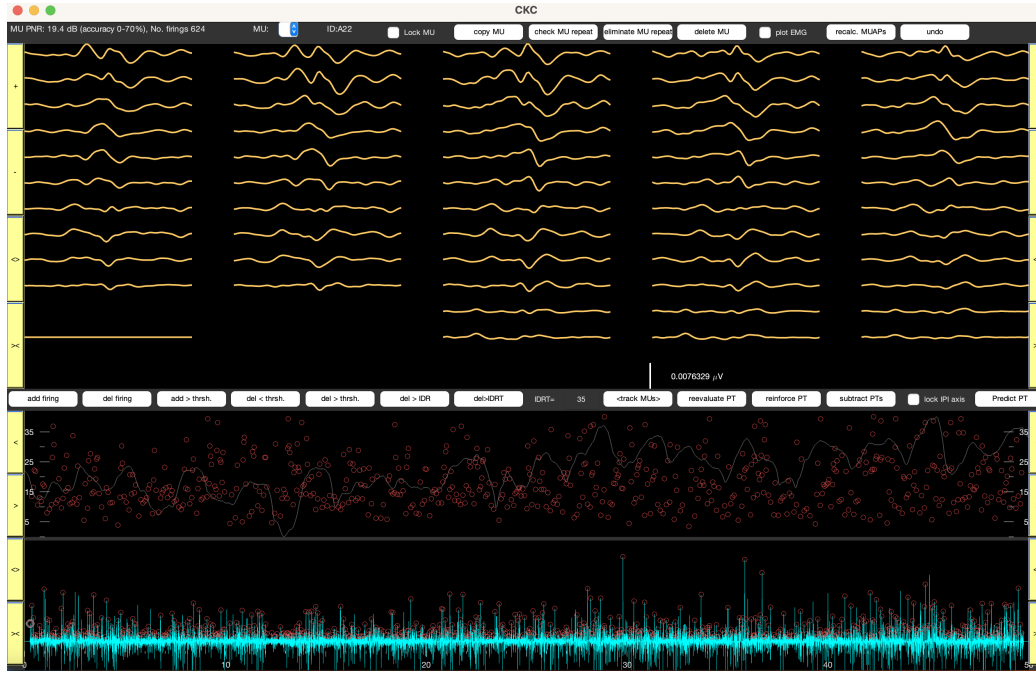 CKC
MU PNR: 19.4 dB (accuracy 0-70%), No. firings 624 MU: ID:A22 Lock MU copy MU check MU repeat eliminate MU repeat delete MU plot EMG recalc. MUAPs undo
+
-
<>
><
0.0076329 μV
add firing del firing add > thrsh. del < thrsh. del > thrsh. del > IDR del>IDRT IDRT= 35 <track MUs> reevaluate PT reinforce PT subtract PTs lock IPI axis Predict PT
<
35 35
25 25
>
15 15
5 5
<>
><
0 10 20 30 40